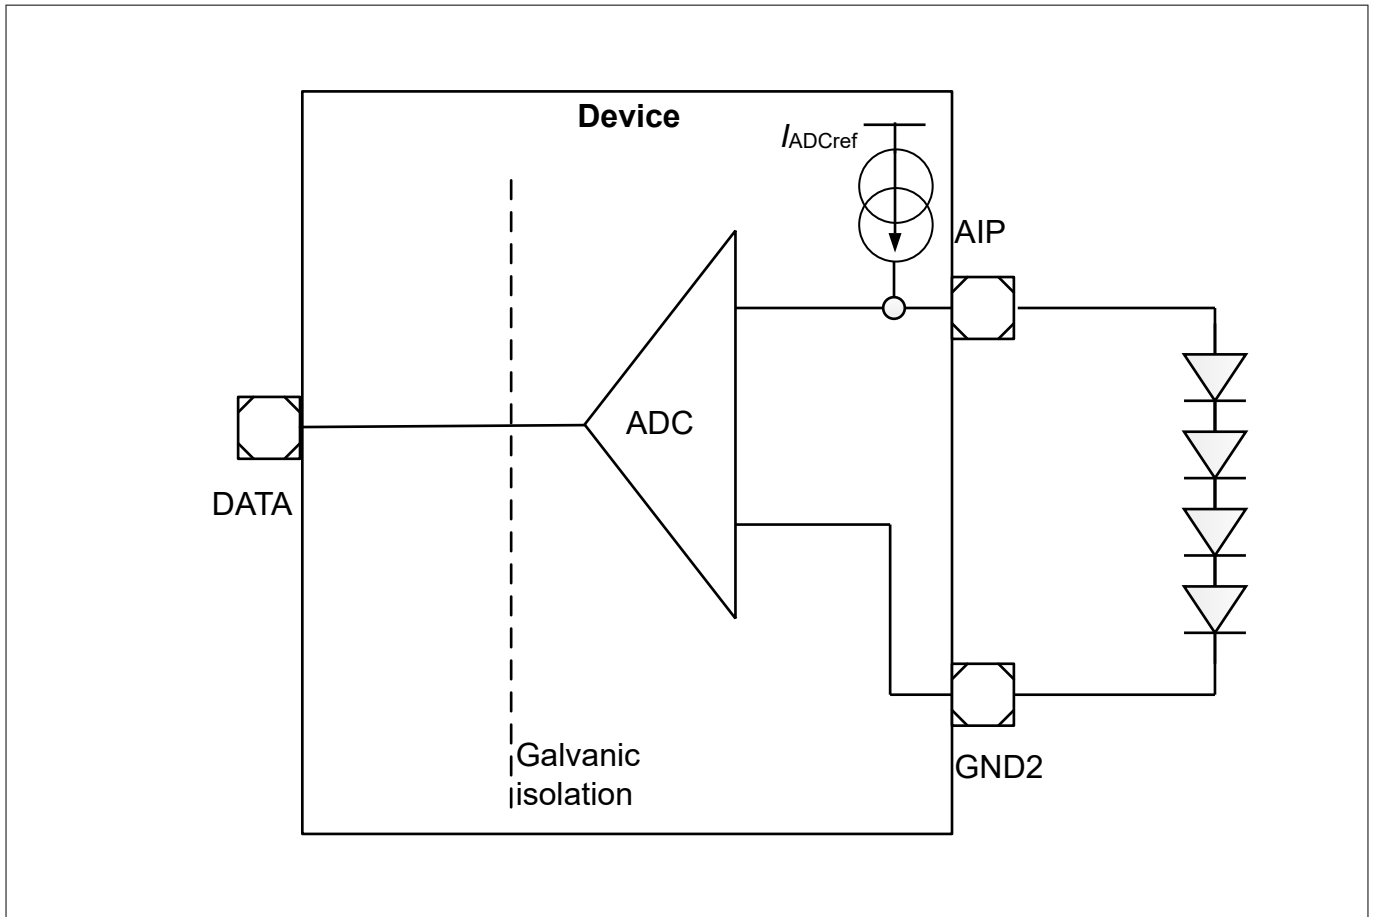 Device
IADCref
AIP
ADC
DATA
Galvanic
isolation
GND2